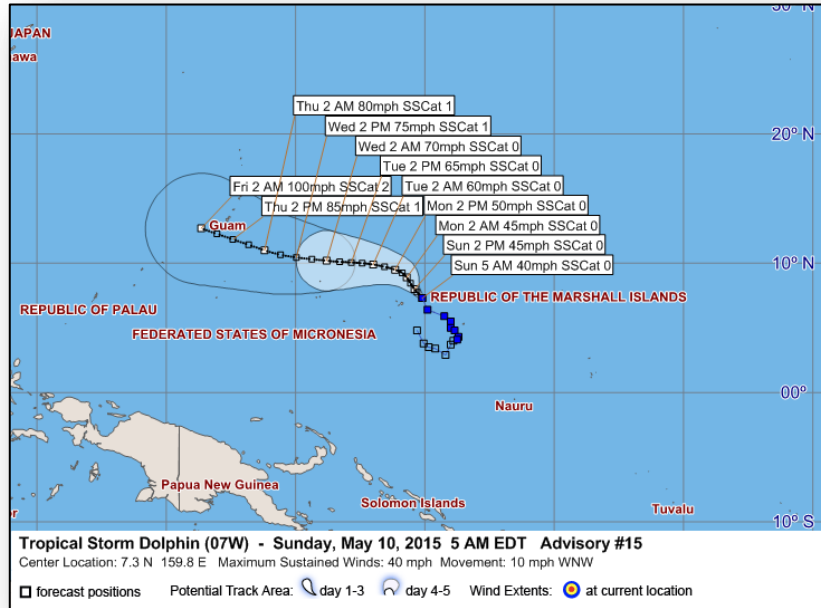 30° N
JAPAN
awa
Thu 2 AM 80mph SSCat 1
Wed 2 PM 75mph SSCat 1
20° N
Wed 2 AM 70mph SSCat 0
Tue 2 PM 65mph SSCat 0
Fri 2 AM 100mph SSCat 2
Tue 2 AM 60mph SSCat 0
Thu 2 PM 85mph SSCat 1
Mon 2 PM 50mph SSCat 0
Guam
Mon 2 AM 45mph SSCat 0
Sun 2 PM 45mph SSCat 0
Sun 5 AM 40mph SSCat 0
10° N
REPUBLIC OF THE MARSHALL ISLANDS
REPUBLIC OF PALAU
FEDERATED STATES OF MICRONESIA
00°
Nauru
Papua New Guinea
Solomon Islands
Tuvalu
or
10° S
Tropical Storm Dolphin (07W) - Sunday, May 10, 2015 5 AM EDT Advisory #15
Center Location: 7.3 N 159.8 E Maximum Sustained Winds: 40 mph Movement: 10 mph WNW
forecast positions Potential Track Area: day 1-3 day 4-5 Wind Extents: at current location